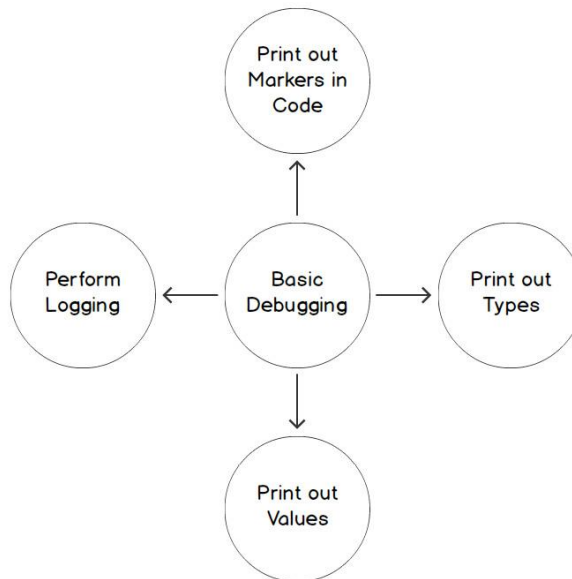 Print out
Markers in
Code
Perform
Logging
Basic
Debugging
Print out
Types
Print out
Values